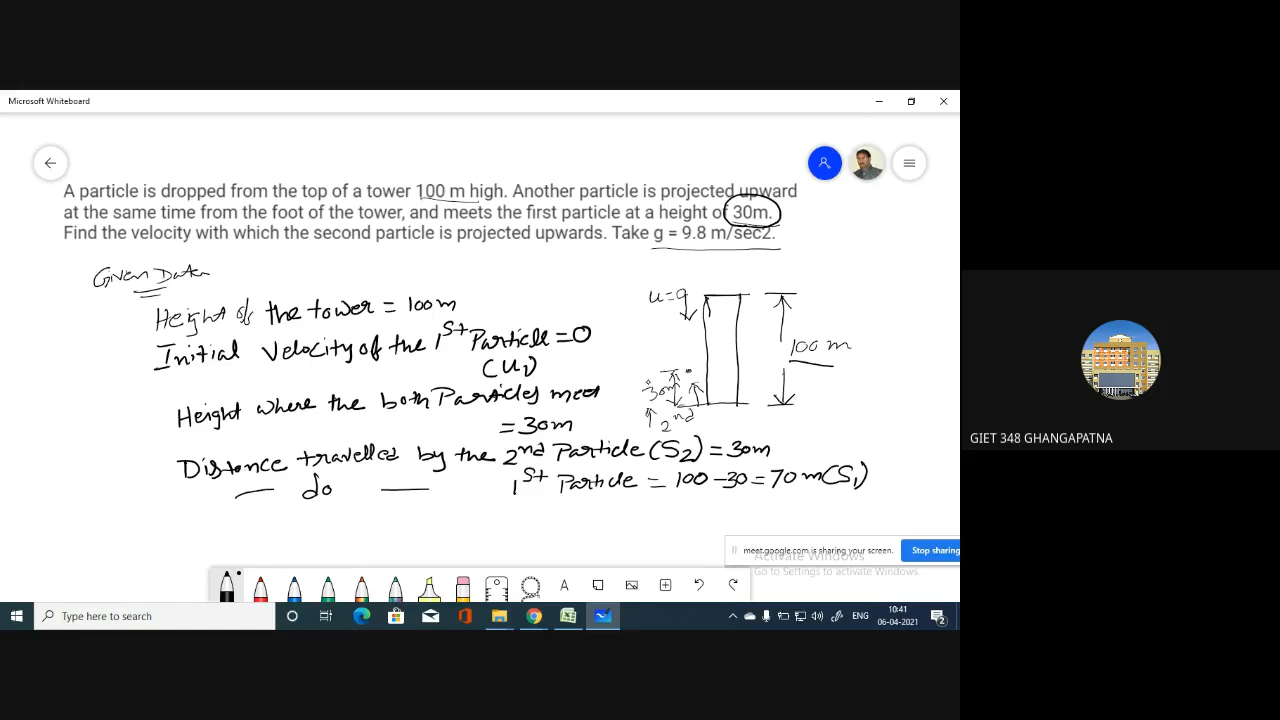 Microsoft Whiteboard
A particle is dropped from the top of a tower 100 m high. Another particle is projected upward
at the same time from the foot of the tower, and meets the first particle at a height of 30m.
Find the velocity with which the second particle is projected upwards. Take g = 9.8 m/sec2.
Given Data
Height of the tower = 100m
Initial Velocity of the 1st Particle = 0
(U1)
Height where the both Particles meet
= 30m
Distance travelled by the 2nd Particle (S2) = 30m
— do — 1st Particle = 100 - 30 = 70m (S1)
u=0
100 m
30m
2nd
meet.google.com is sharing your screen.
Stop sharing
Activate Windows
Go to Settings to activate Windows.
A
Type here to search
ENG
10:41
06-04-2021
2
GIET 348 GHANGAPATNA